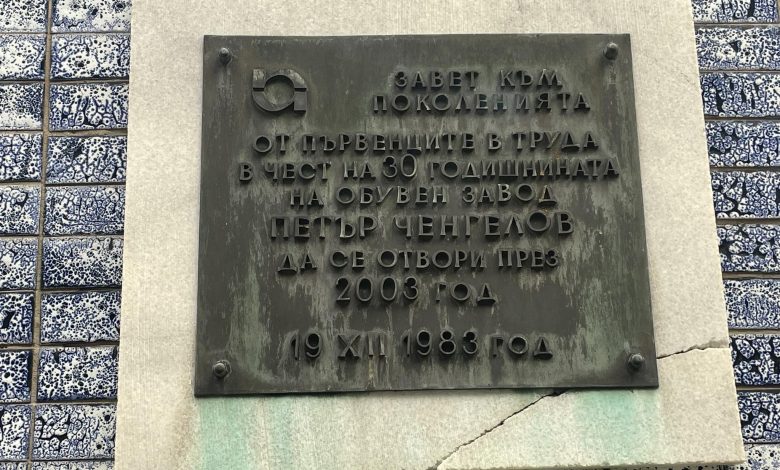 ЗАВЕТ КЪМ
ПОКОЛЕНИЯТА
ОТ ПЪРВЕНЦИТЕ В ТРУДА
В ЧЕСТ НА 30 ГОДИШНИНАТА
НА ОБУВЕН ЗАВОД
ПЕТЪР ЧЕНГЕЛОВ
ДА СЕ ОТВОРИ ПРЕЗ
2003 ГОД
19 XII 1983 ГОД